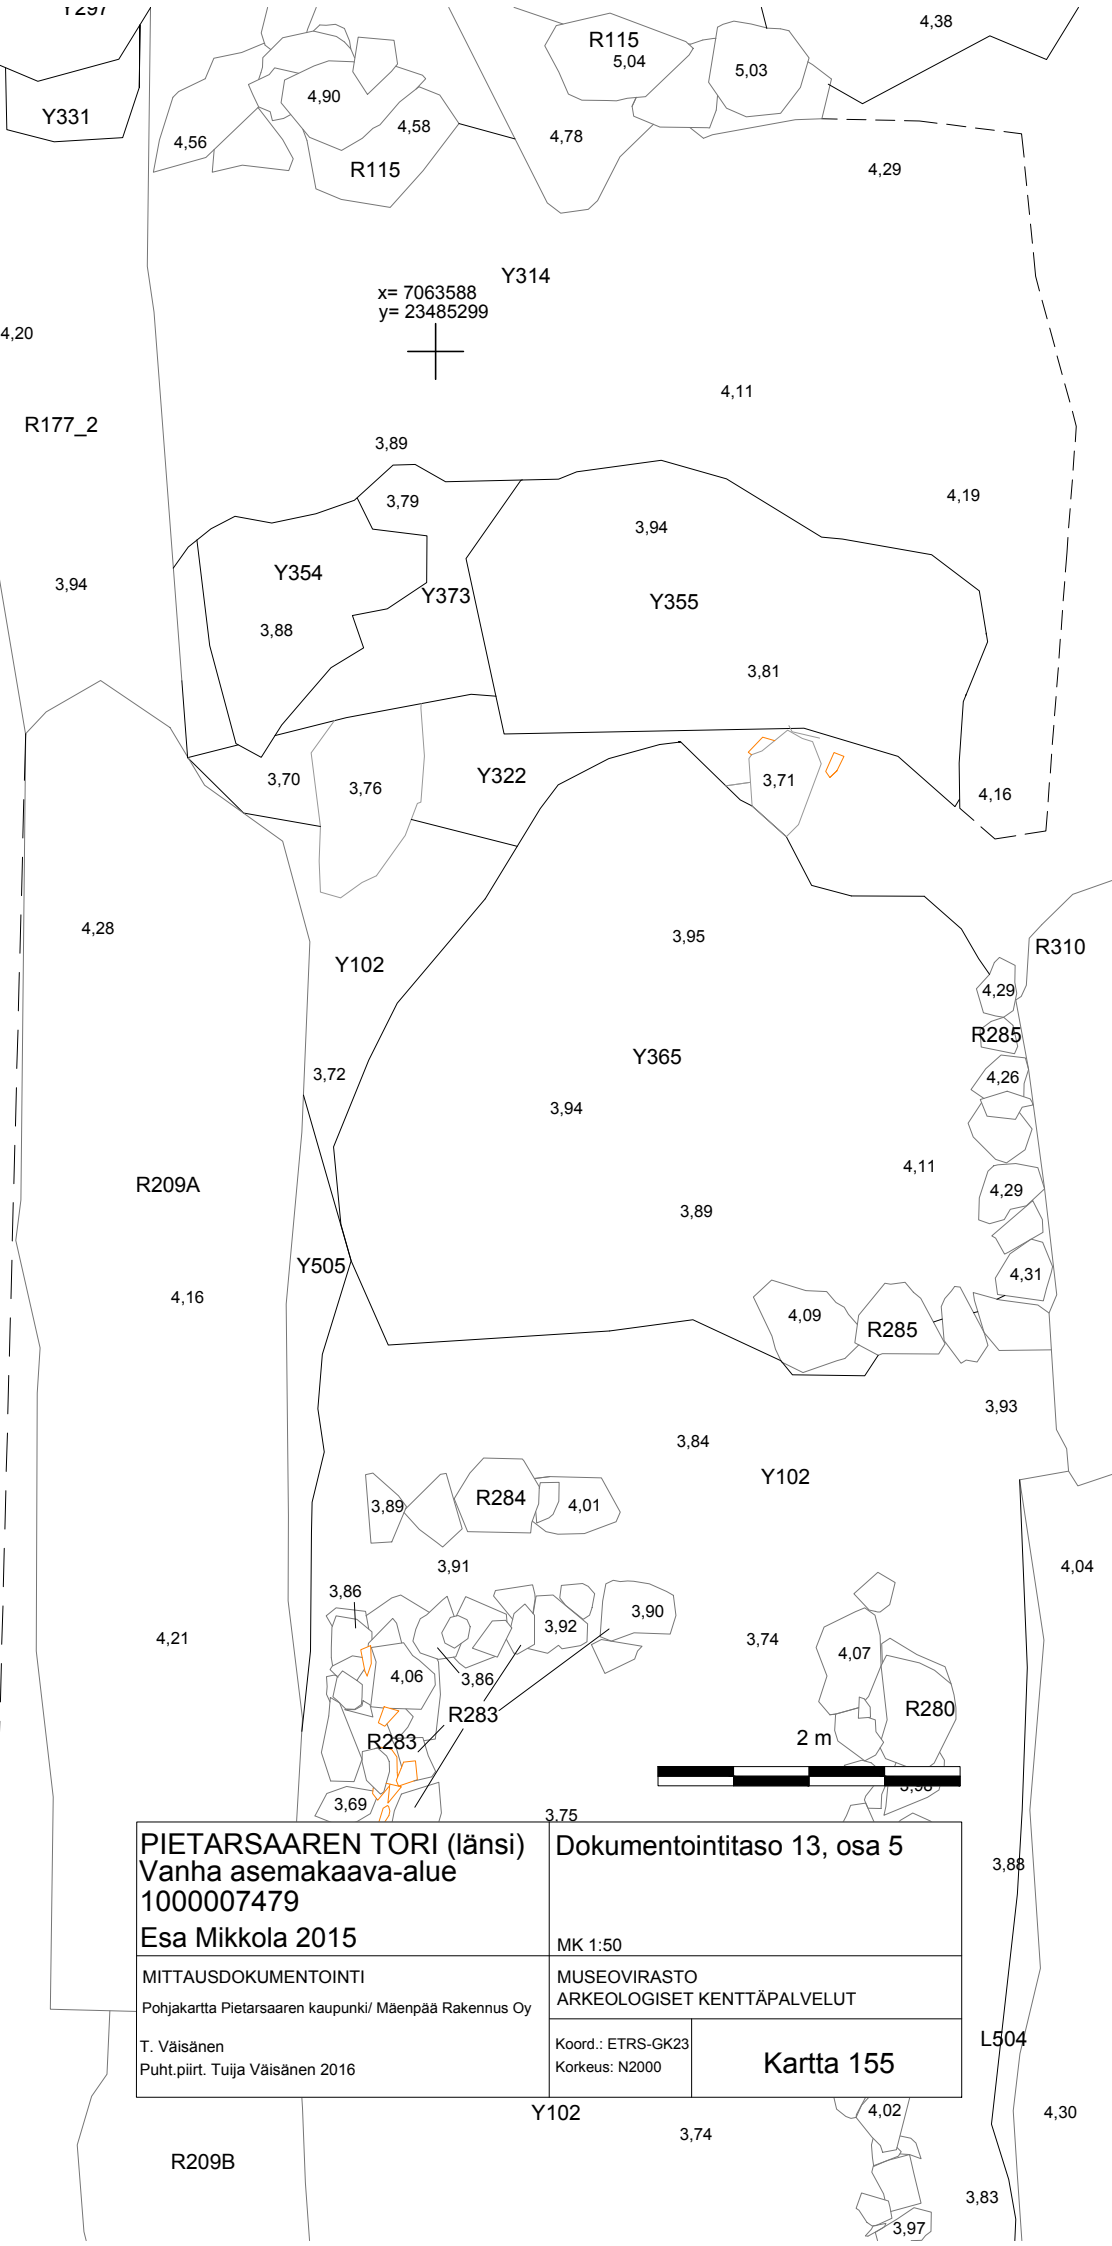 Y297
4,38
R115
5,04
5,03
4,90
Y331
4,56
4,58
4,78
R115
4,29
Y314
x= 7063588
y= 23485299
4,20
4,11
R177_2
3,89
3,79
4,19
3,94
Y354
3,94
Y373
Y355
3,88
3,81
3,70
3,76
Y322
3,71
4,16
4,28
3,95
R310
Y102
4,29
R285
Y365
3,72
4,26
3,94
4,11
R209A
4,29
3,89
Y505
4,31
4,16
4,09
R285
3,93
3,84
Y102
R284
3,89
4,01
3,91
4,04
3,86
3,92
3,90
4,21
3,74
4,07
4,06
3,86
R283
R280
R283
2 m
3,98
3,69
3,75
PIETARSAAREN TORI (länsi)
Vanha asemakaava-alue
1000007479
Esa Mikkola 2015
Dokumentointitaso 13, osa 5
MK 1:50
3,88
MITTAUSDOKUMENTOINTI
Pohjakartta Pietarsaaren kaupunki/ Mäenpää Rakennus Oy
T. Väisänen
Puht.piirt. Tuija Väisänen 2016
MUSEOVIRASTO
ARKEOLOGISET KENTTÄPALVELUT
Koord.: ETRS-GK23
Korkeus: N2000
Kartta 155
L504
Y102
4,02
4,30
3,74
R209B
3,83
3,97